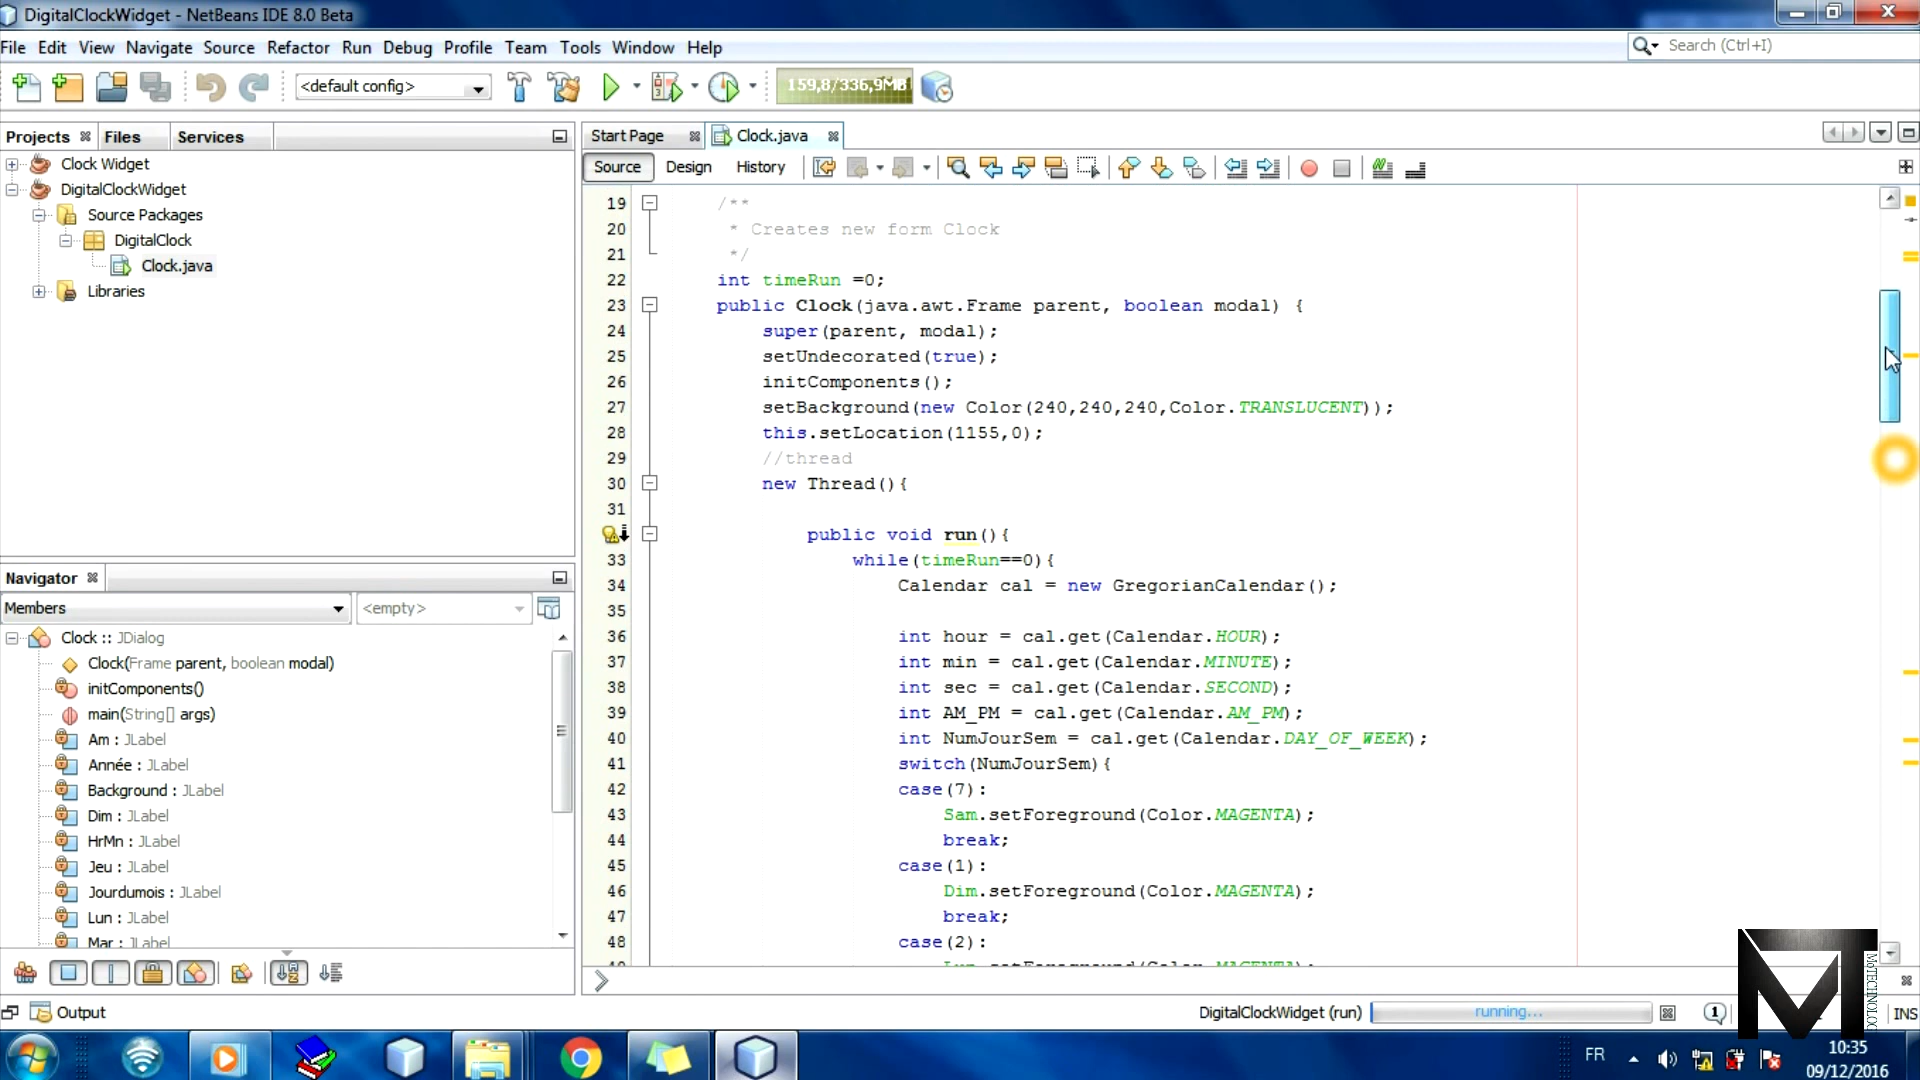 DigitalClockWidget - NetBeans IDE 8.0 Beta
File Edit View Navigate Source Refactor Run Debug Profile Team Tools Window Help
Search (Ctrl+I)
<default config>
159,8/336,9MB
Projects Files Services
Clock Widget
DigitalClockWidget
Source Packages
DigitalClock
Clock.java
Libraries
Navigator
Members
<empty>
Clock :: JDialog
Clock(Frame parent, boolean modal)
initComponents()
main(String[] args)
Am : JLabel
Année : JLabel
Background : JLabel
Dim : JLabel
HrMn : JLabel
Jeu : JLabel
Jourdumois : JLabel
Lun : JLabel
Mar : JLabel
Start Page Clock.java
Source Design History
19 /**
20 * Creates new form Clock
21 */
22 int timeRun =0;
23 public Clock(java.awt.Frame parent, boolean modal) {
24 super(parent, modal);
25 setUndecorated(true);
26 initComponents();
27 setBackground(new Color(240,240,240,Color.TRANSLUCENT));
28 this.setLocation(1155,0);
29 //thread
30 new Thread(){
31
public void run(){
33 while(timeRun==0){
34 Calendar cal = new GregorianCalendar();
35
36 int hour = cal.get(Calendar.HOUR);
37 int min = cal.get(Calendar.MINUTE);
38 int sec = cal.get(Calendar.SECOND);
39 int AM_PM = cal.get(Calendar.AM_PM);
40 int NumJourSem = cal.get(Calendar.DAY_OF_WEEK);
41 switch(NumJourSem){
42 case(7):
43 Sam.setForeground(Color.MAGENTA);
44 break;
45 case(1):
46 Dim.setForeground(Color.MAGENTA);
47 break;
48 case(2):
Output
DigitalClockWidget (run) running...
1
INS
FR
10:35
09/12/2016